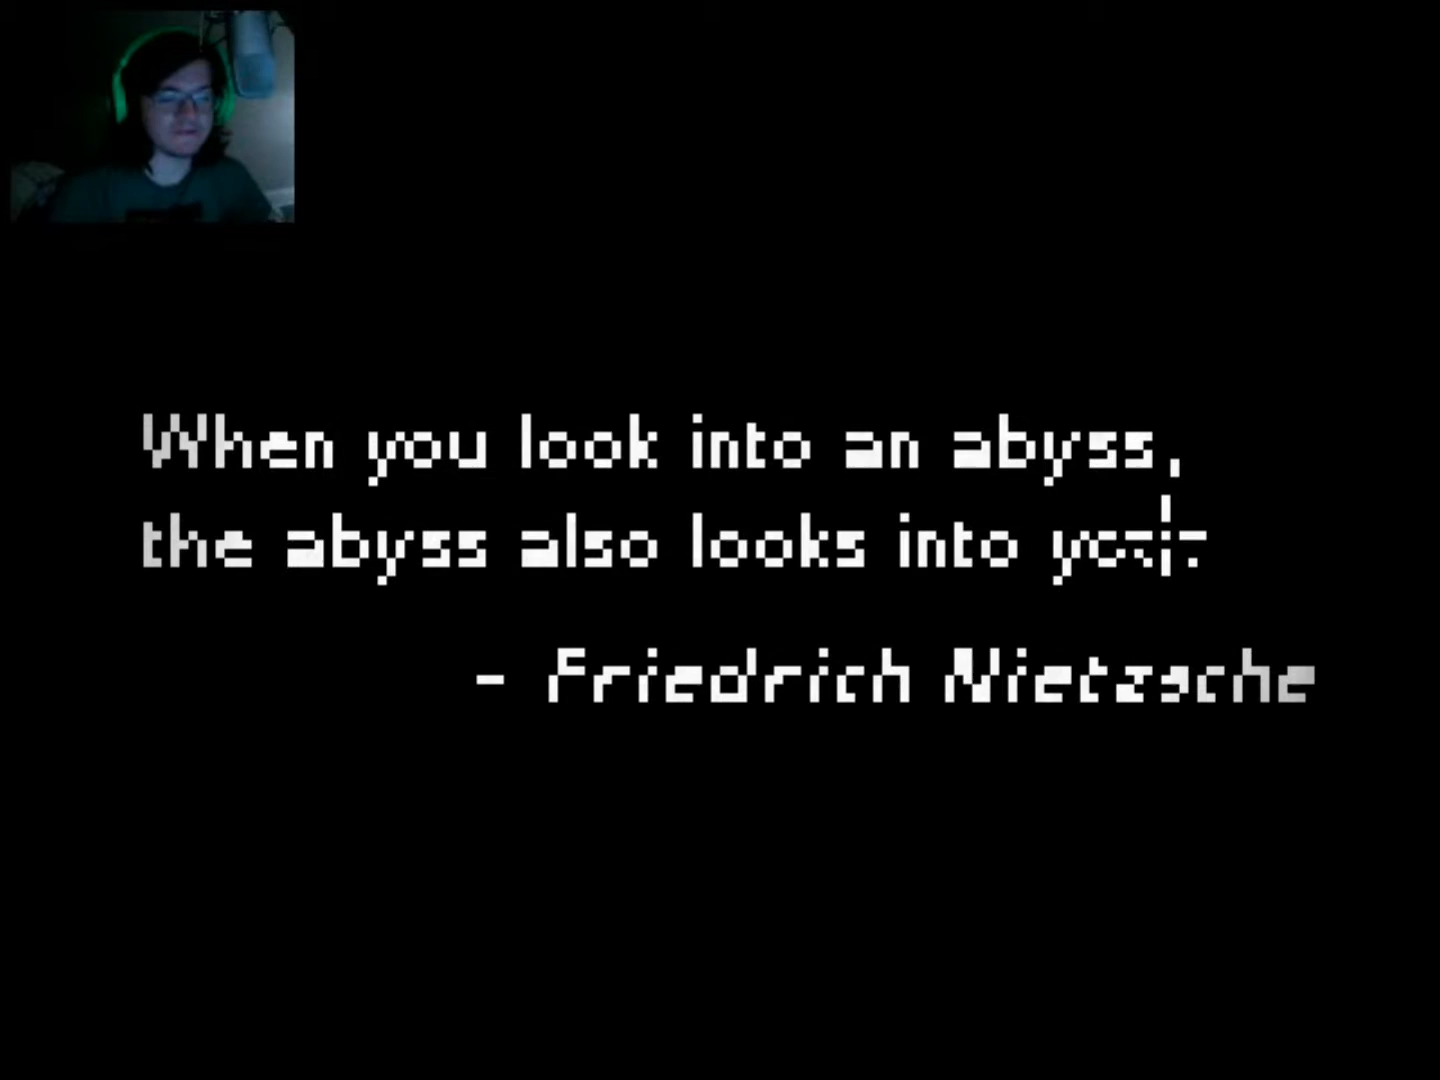 When you look into an abyss,
the abyss also looks into
- Friedrich Nietzsche